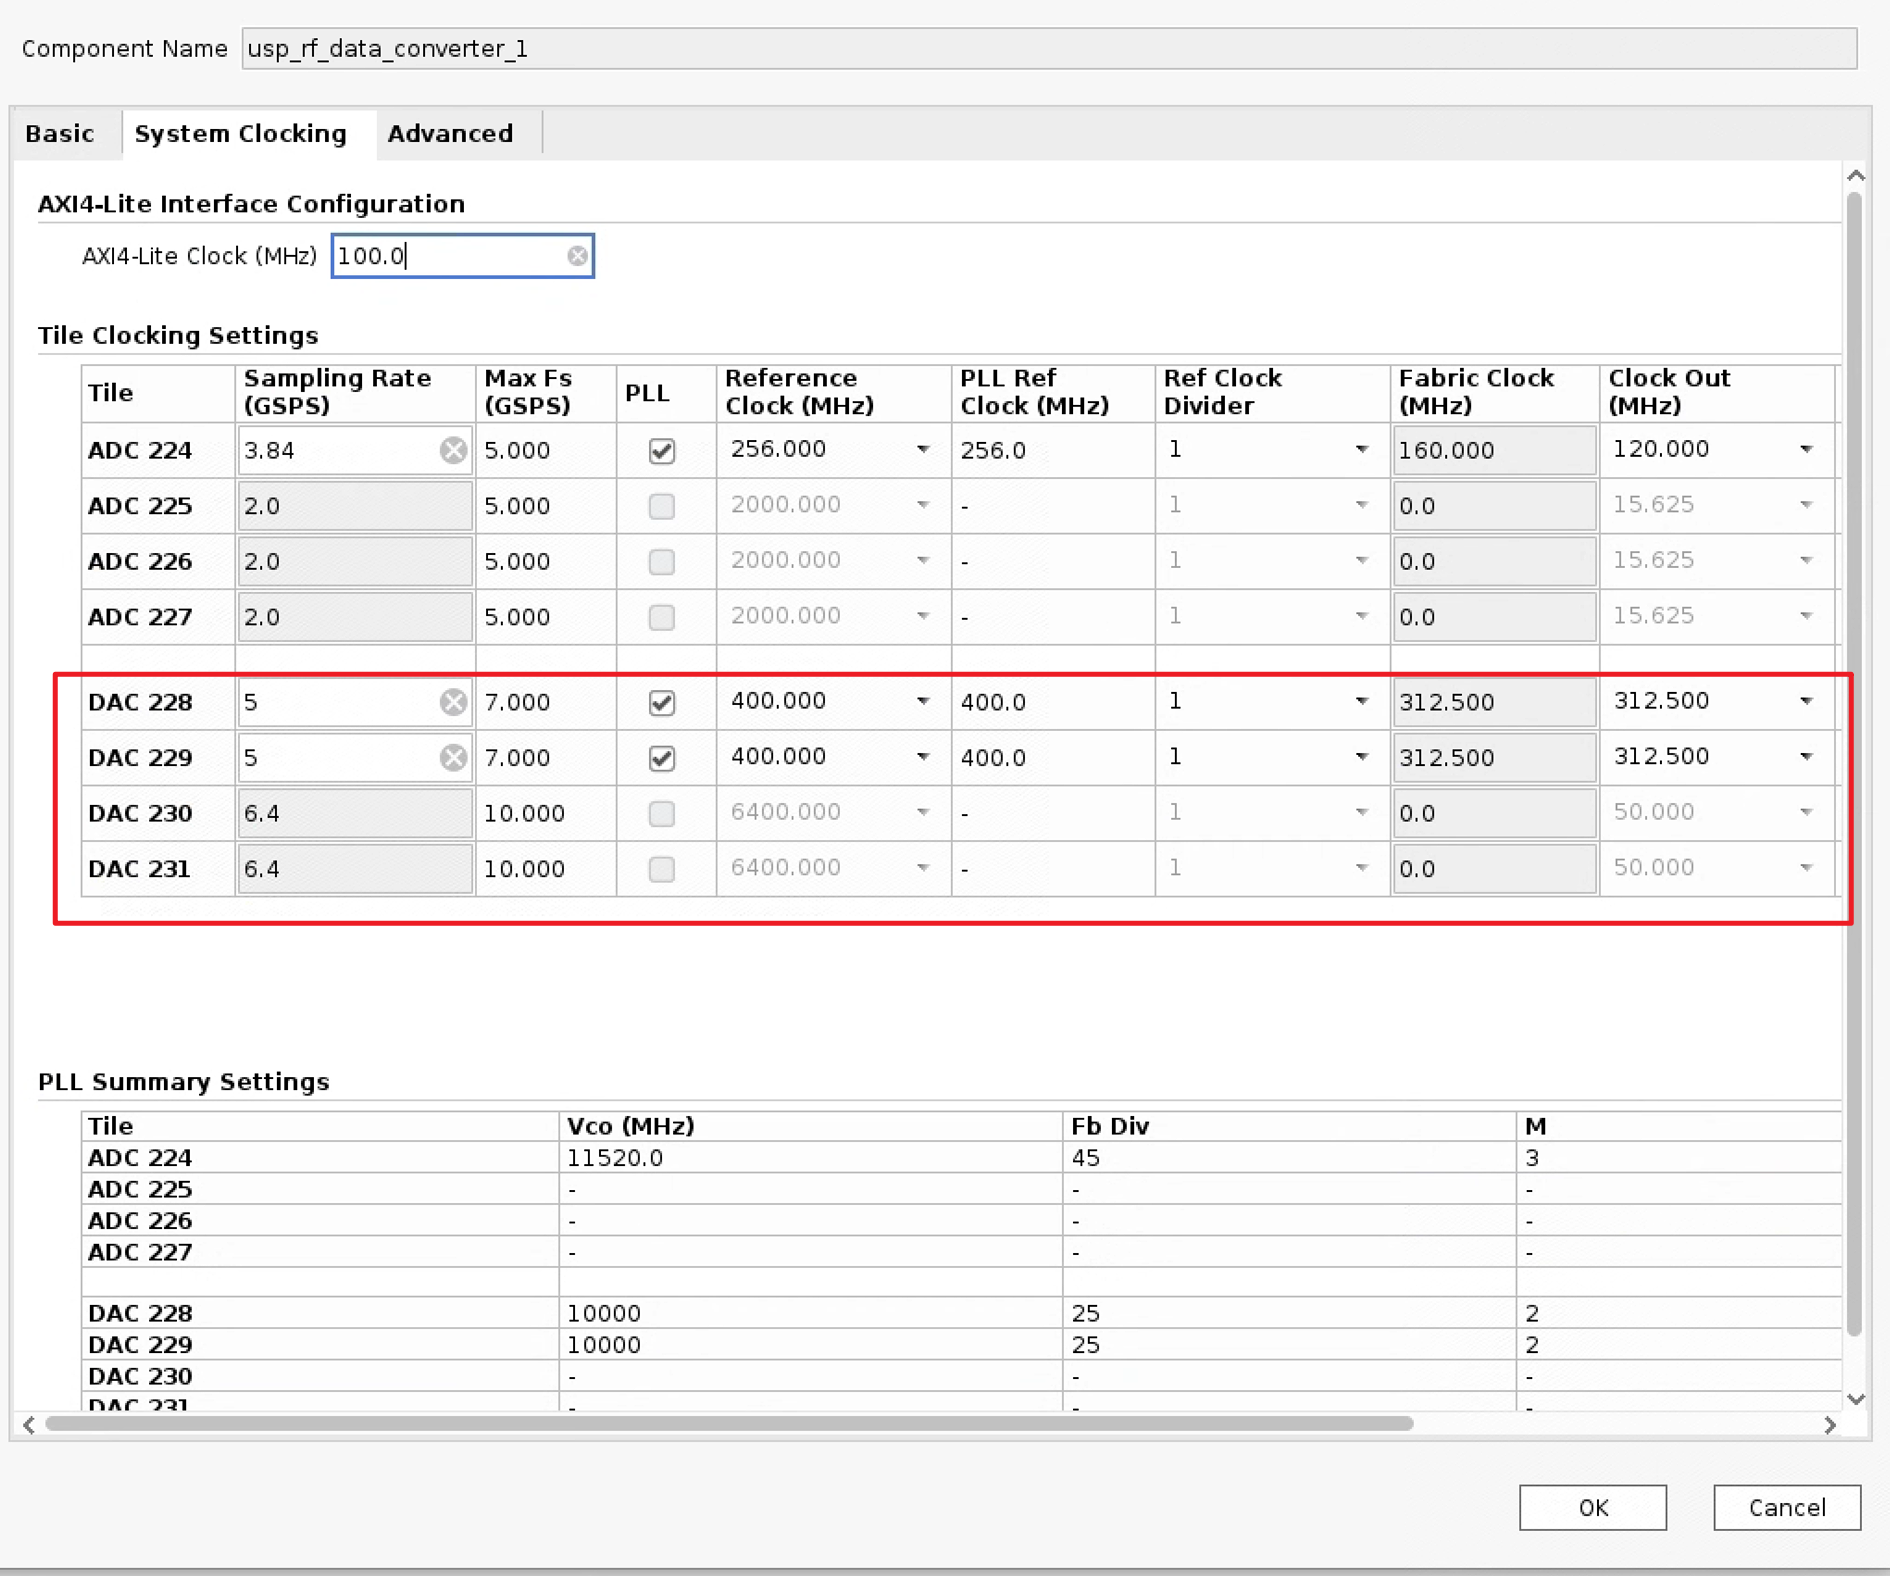 Component Name usp_rf_data_converter_1
Basic System Clocking Advanced
AXI4-Lite Interface Configuration
AXI4-Lite Clock (MHz) 100.0
Tile Clocking Settings
Tile Sampling Rate (GSPS) Max Fs (GSPS) PLL Reference Clock (MHz) PLL Ref Clock (MHz) Ref Clock Divider Fabric Clock (MHz) Clock Out (MHz)
ADC 224 3.84 5.000 256.000 256.0 1 160.000 120.000
ADC 225 2.0 5.000 2000.000 - 1 0.0 15.625
ADC 226 2.0 5.000 2000.000 - 1 0.0 15.625
ADC 227 2.0 5.000 2000.000 - 1 0.0 15.625
DAC 228 5 7.000 400.000 400.0 1 312.500 312.500
DAC 229 5 7.000 400.000 400.0 1 312.500 312.500
DAC 230 6.4 10.000 6400.000 - 1 0.0 50.000
DAC 231 6.4 10.000 6400.000 - 1 0.0 50.000
PLL Summary Settings
Tile Vco (MHz) Fb Div M
ADC 224 11520.0 45 3
ADC 225 - - -
ADC 226 - - -
ADC 227 - - -
DAC 228 10000 25 2
DAC 229 10000 25 2
DAC 230 - - -
DAC 231 - - -
OK Cancel